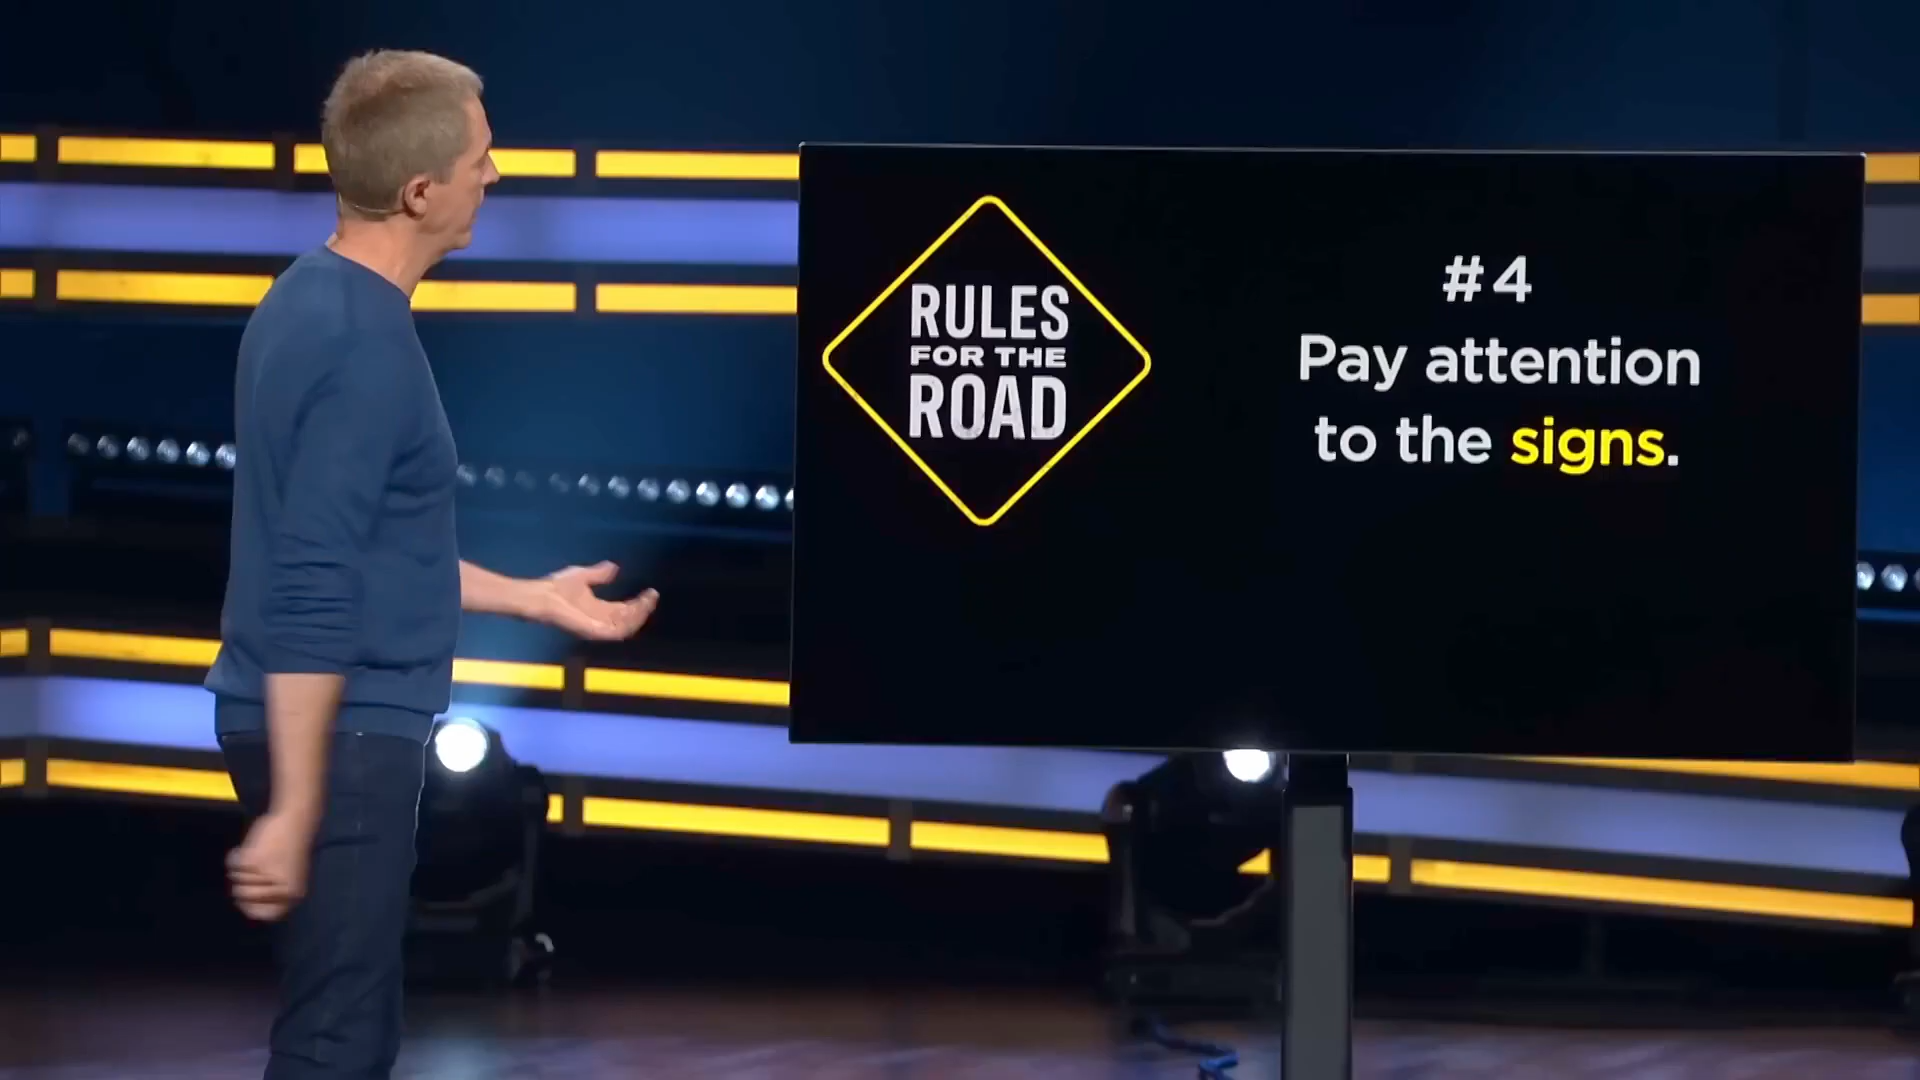 RULES
FOR THE
ROAD
#4
Pay attention
to the signs.